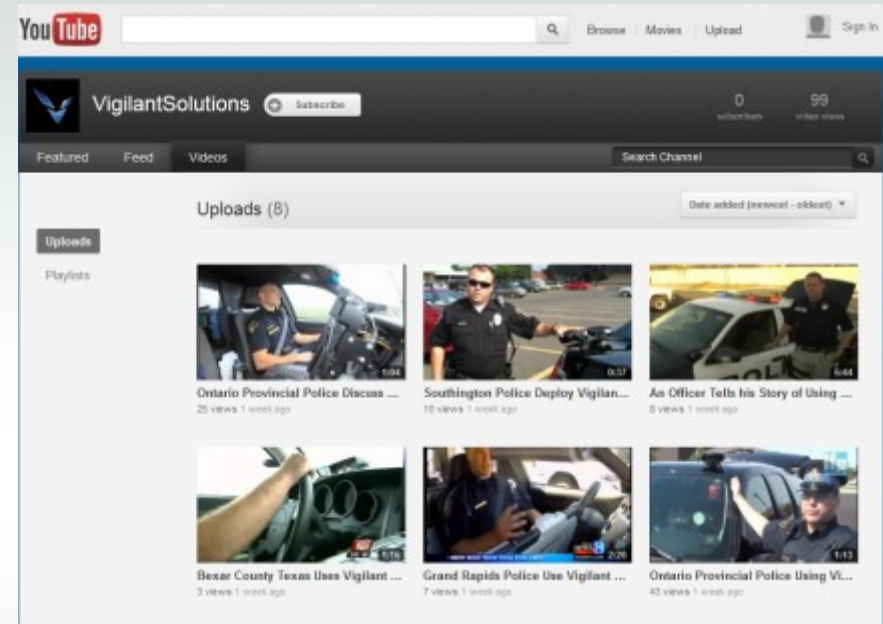 YouTube
Browse Movies Upload Sign In
VigilantSolutions Subscribe
0 99
subscribers video views
Featured Feed Videos Search Channel
Uploads (8) Date added (newest - oldest)
Uploads
Playlists
1:04 0:37 5:44
Ontario Provincial Police Discuss ... Southington Police Deploy Vigilan... An Officer Tells his Story of Using ...
25 views 1 week ago 10 views 1 week ago 8 views 1 week ago
8 2:20 1:13
Bexar County Texas Uses Vigilant ... Grand Rapids Police Use Vigilant ... Ontario Provincial Police Using Vi...
3 views 1 week ago 7 views 1 week ago 43 views 1 week ago